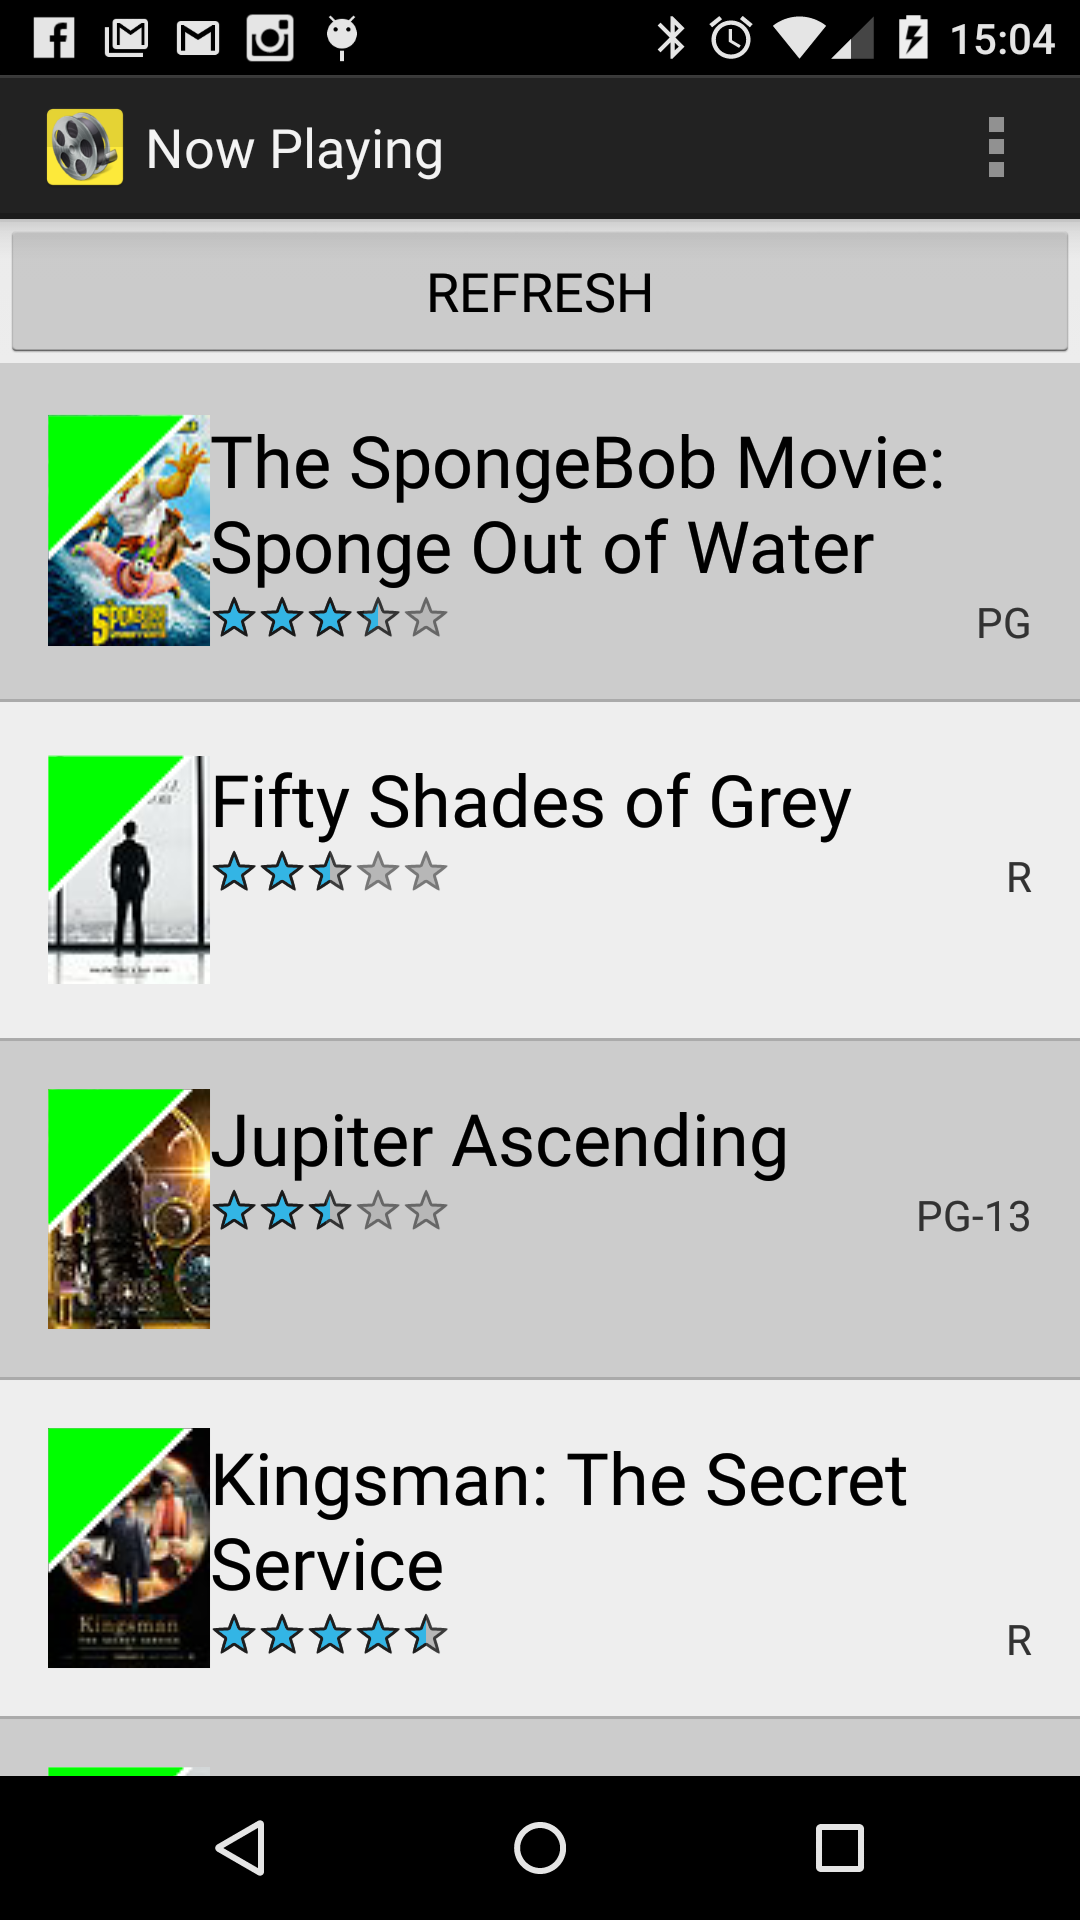 15:04
Now Playing
REFRESH
The SpongeBob Movie:
Sponge Out of Water
PG
Fifty Shades of Grey
R
Jupiter Ascending
PG-13
Kingsman: The Secret
Service
R
Kingsman